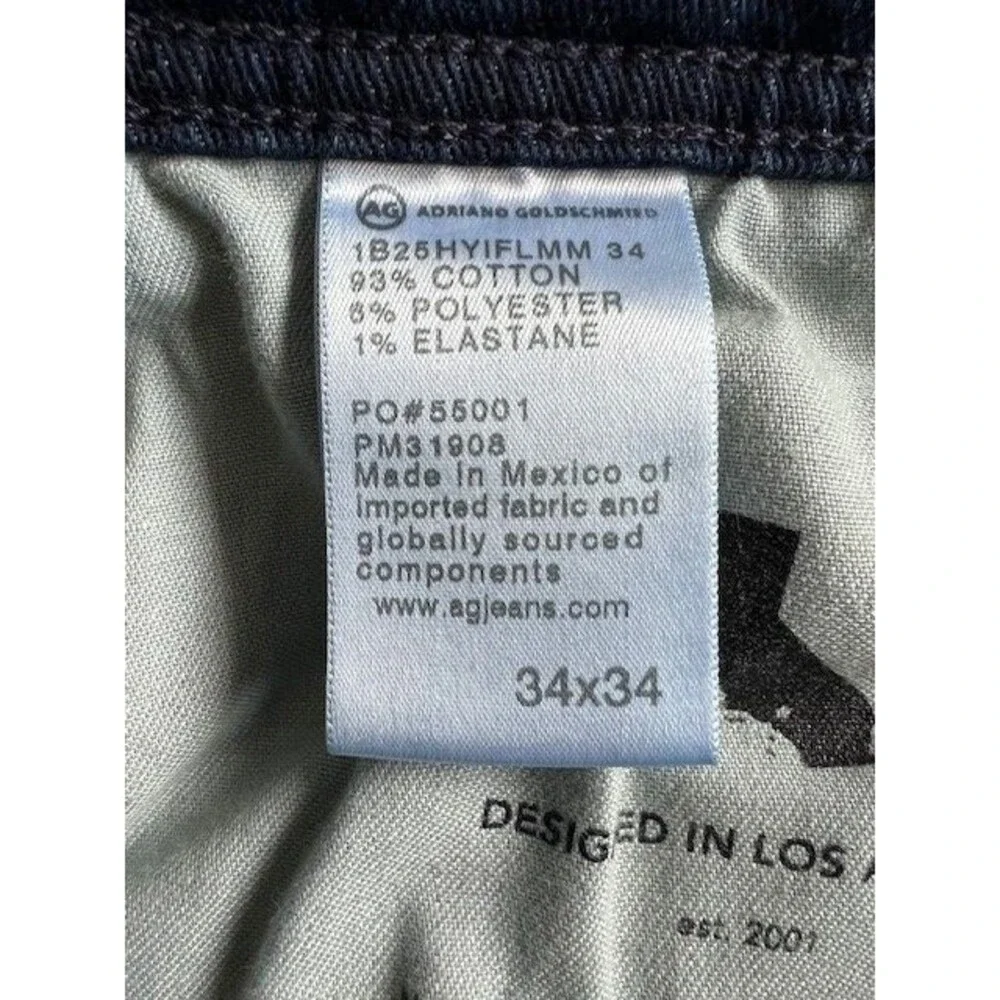 AG ADRIANO GOLDSCHMIED
1B25HYIFLMM 34
93% COTTON
6% POLYESTER
1% ELASTANE
PO#55001
PM31908
Made in Mexico of
imported fabric and
globally sourced
components
www.agjeans.com
34x34
DESIGNED IN LOS A
est. 2001